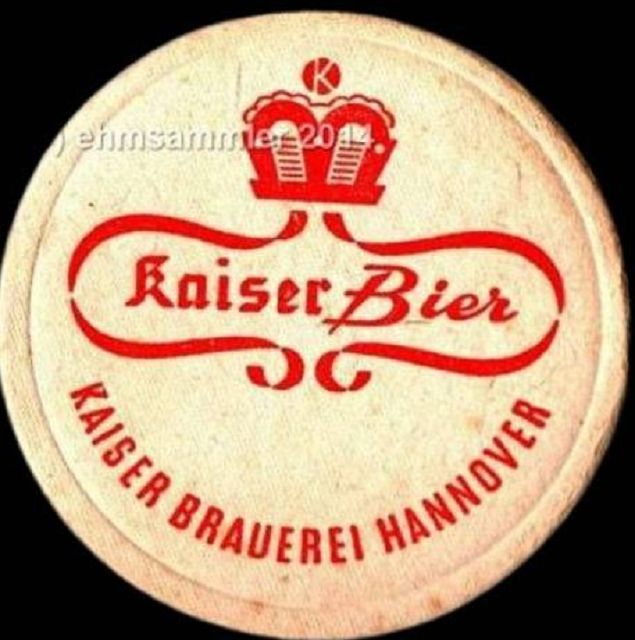 K
) ehmsammler 2014
Kaiser Bier
KAISER BRAUEREI HANNOVER